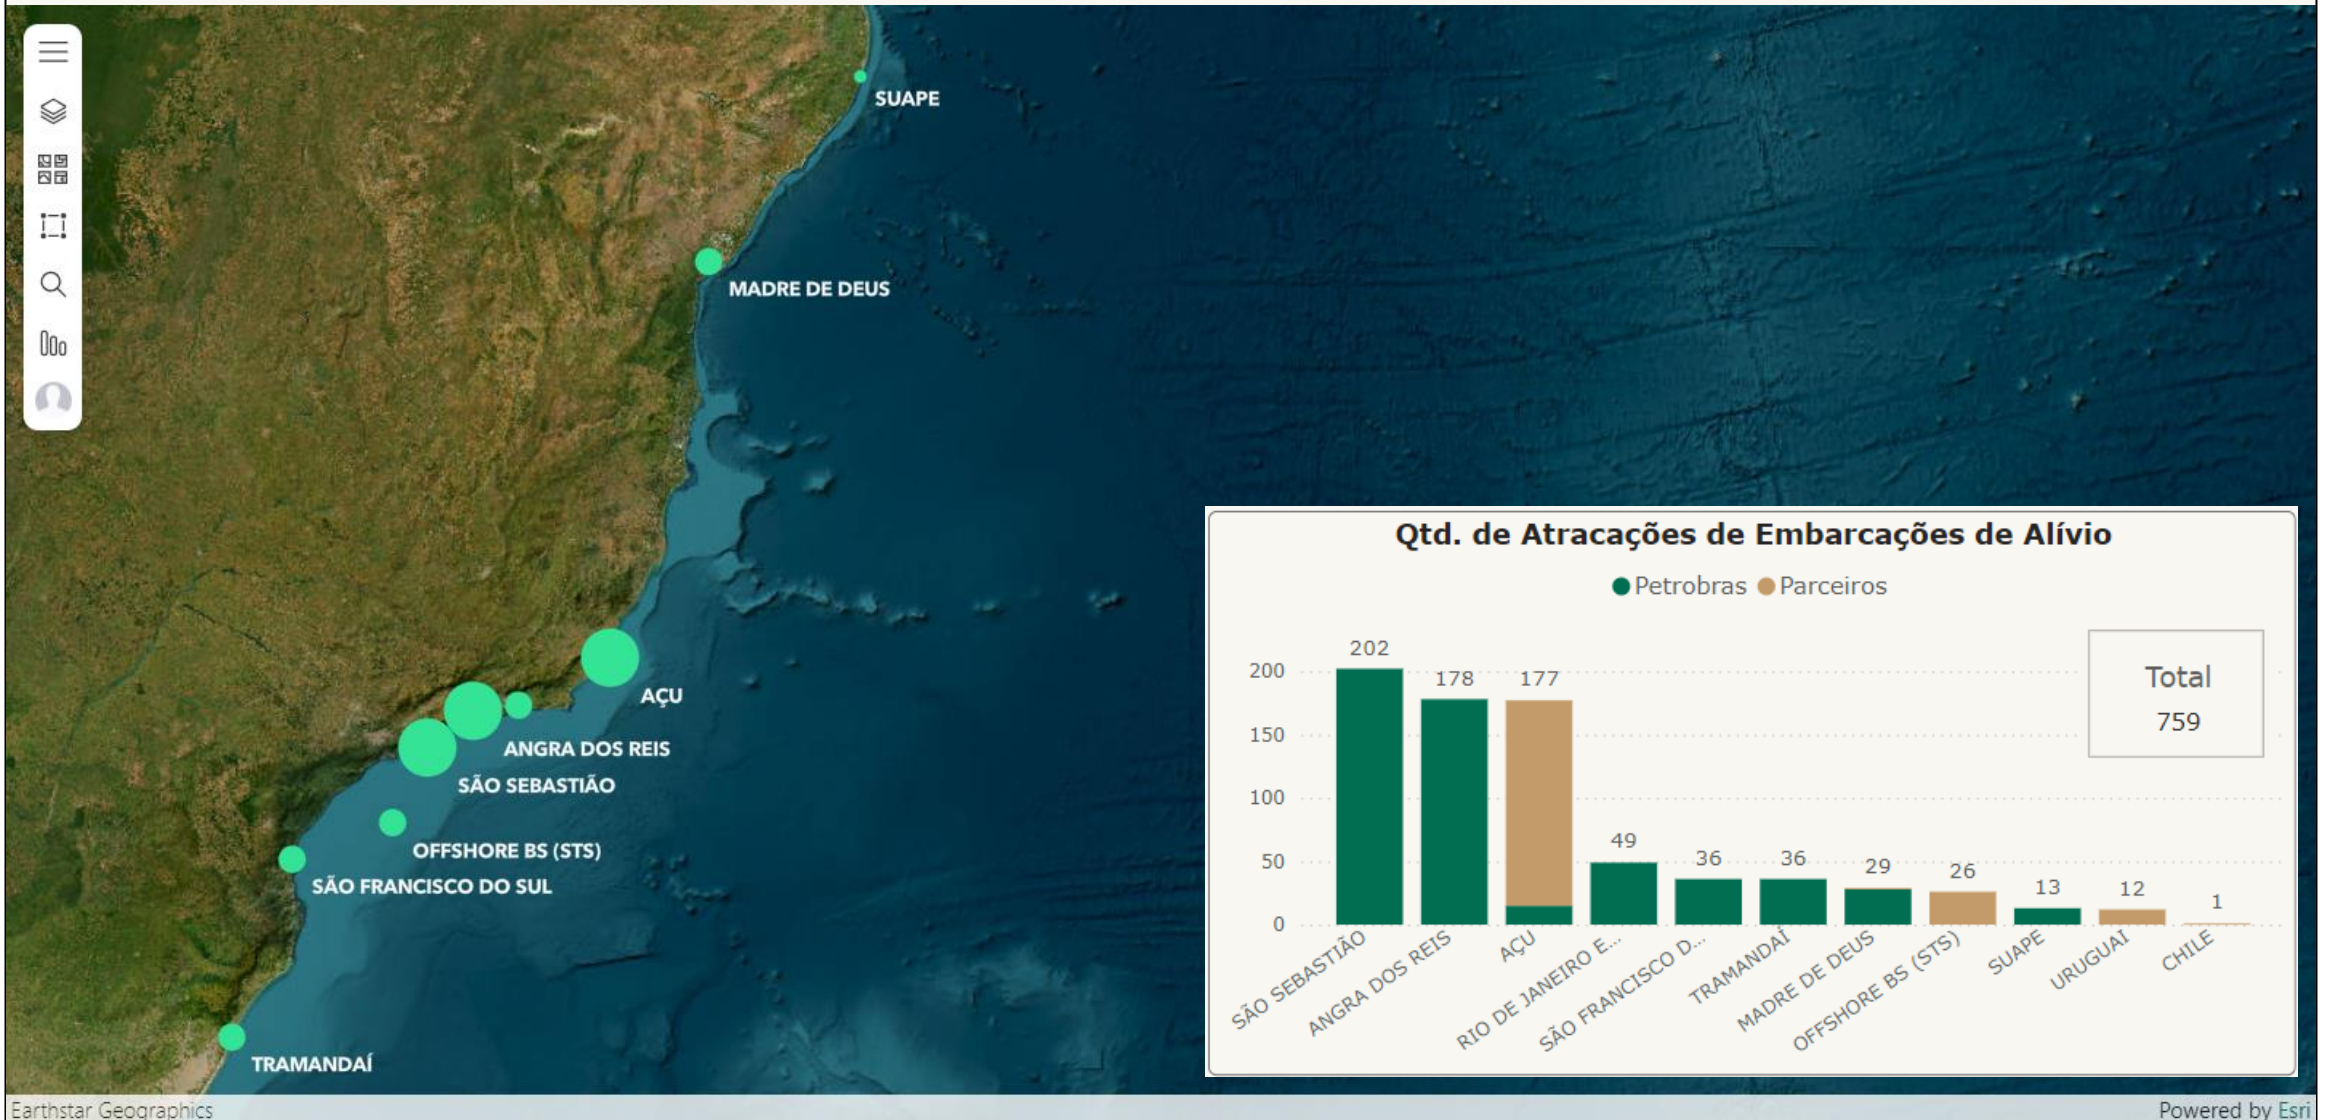 SUAPE
MADRE DE DEUS
AÇU
ANGRA DOS REIS
SÃO SEBASTIÃO
OFFSHORE BS (STS)
SÃO FRANCISCO DO SUL
TRAMANDAÍ
Qtd. de Atracações de Embarcações de Alívio
Petrobras Parceiros
Total
759
200
150
100
50
0
202
178
177
49
36
36
29
26
13
12
1
SÃO SEBASTIÃO
ANGRA DOS REIS
AÇU
RIO DE JANEIRO E...
SÃO FRANCISCO D...
TRAMANDAÍ
MADRE DE DEUS
OFFSHORE BS (STS)
SUAPE
URUGUAI
CHILE
Earthstar Geographics
Powered by Esri